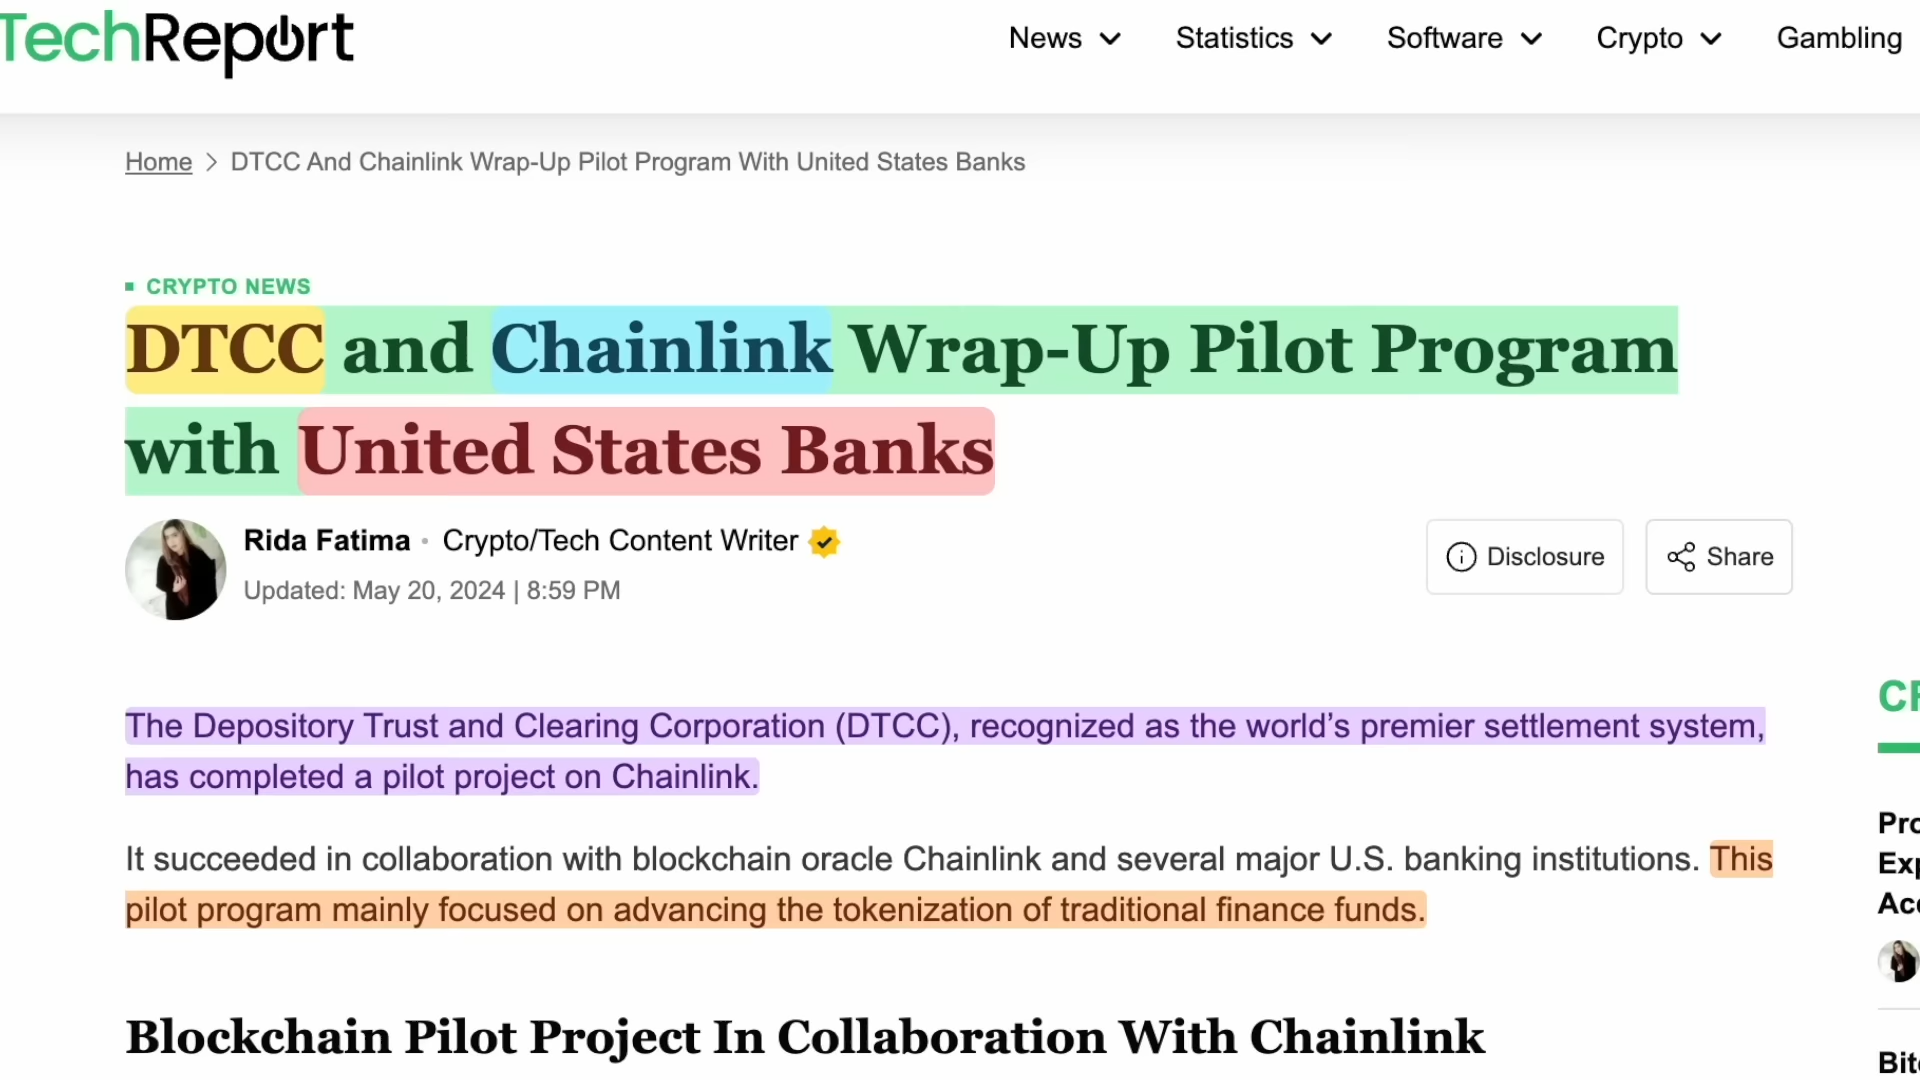 TechReport
News
Statistics
Software
Crypto
Gambling
Home > DTCC And Chainlink Wrap-Up Pilot Program With United States Banks
CRYPTO NEWS
DTCC and Chainlink Wrap-Up Pilot Program
with United States Banks
Rida Fatima • Crypto/Tech Content Writer
Updated: May 20, 2024 | 8:59 PM
Disclosure
Share
The Depository Trust and Clearing Corporation (DTCC), recognized as the world's premier settlement system,
has completed a pilot project on Chainlink.
It succeeded in collaboration with blockchain oracle Chainlink and several major U.S. banking institutions. This
pilot program mainly focused on advancing the tokenization of traditional finance funds.
Blockchain Pilot Project In Collaboration With Chainlink